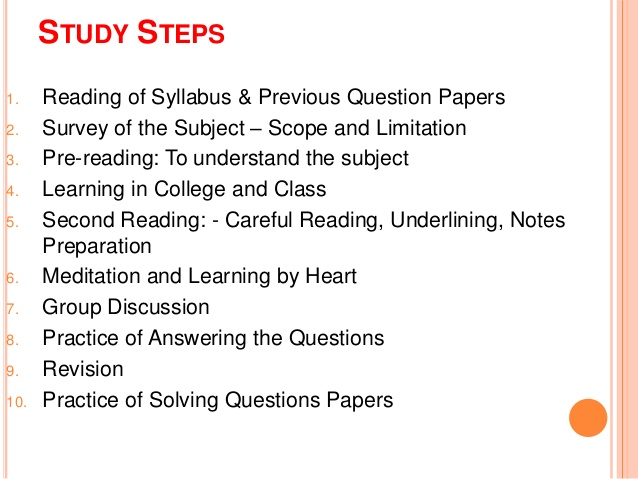 STUDY STEPS
1. Reading of Syllabus & Previous Question Papers
2. Survey of the Subject – Scope and Limitation
3. Pre-reading: To understand the subject
4. Learning in College and Class
5. Second Reading: - Careful Reading, Underlining, Notes
Preparation
6. Meditation and Learning by Heart
7. Group Discussion
8. Practice of Answering the Questions
9. Revision
10. Practice of Solving Questions Papers